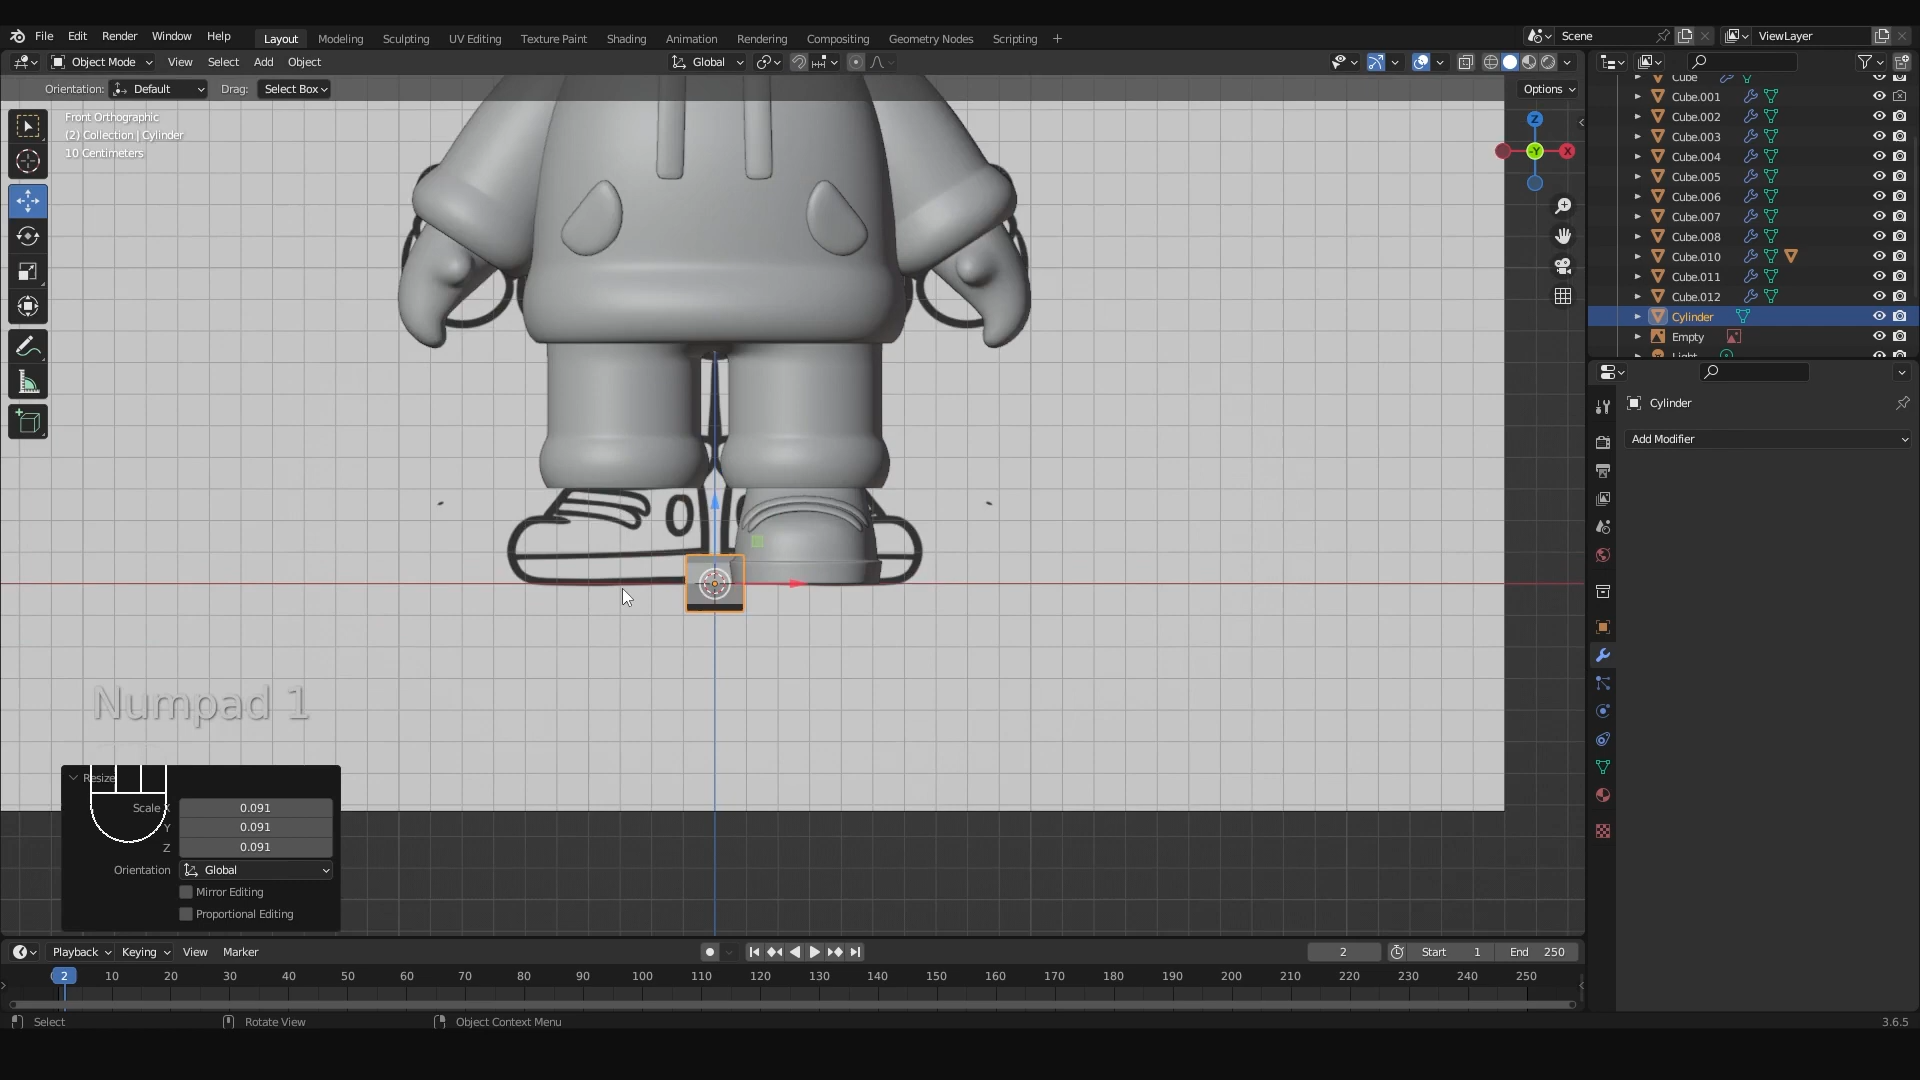 File Edit Render Window Help Layout Modeling Sculpting UV Editing Texture Paint Shading Animation Rendering Compositing Geometry Nodes Scripting + Scene ViewLayer
Object Mode View Select Add Object Global
Orientation: Default Drag: Select Box Options
Front Orthographic
(2) Collection | Cylinder
10 Centimeters
Z
-Y
X
Cube
Cube.001
Cube.002
Cube.003
Cube.004
Cube.005
Cube.006
Cube.007
Cube.008
Cube.010
Cube.011
Cube.012
Cylinder
Empty
Light
Cylinder
Add Modifier
Numpad 1
Resize
Scale X 0.091
Y 0.091
Z 0.091
Orientation Global
Mirror Editing
Proportional Editing
Playback Keying View Marker 2 Start 1 End 250
2 10 20 30 40 50 60 70 80 90 100 110 120 130 140 150 160 170 180 190 200 210 220 230 240 250
Select Rotate View Object Context Menu 3.6.5